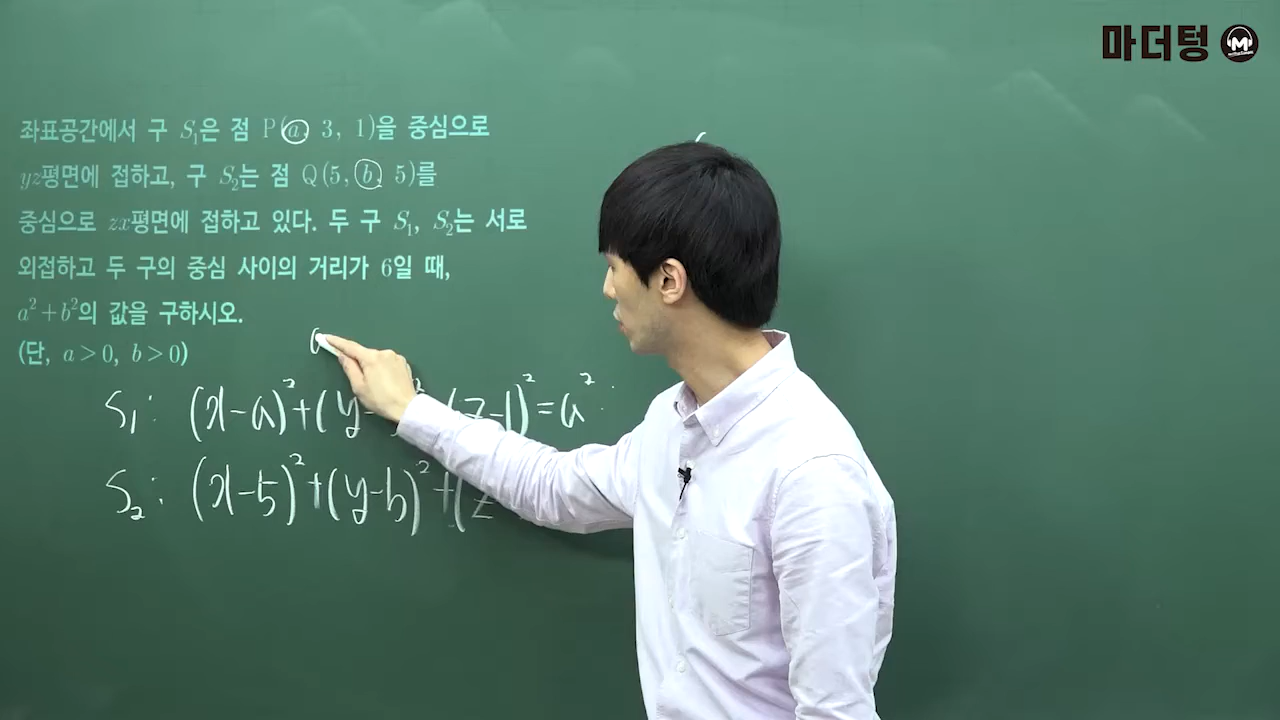 마더텅
좌표공간에서 구 S₁은 점 P(a, 3, 1)을 중심으로
yz평면에 접하고, 구 S₂는 점 Q(5, b, 5)를
중심으로 zx평면에 접하고 있다. 두 구 S₁, S₂는 서로
외접하고 두 구의 중심 사이의 거리가 6일 때,
a²+b²의 값을 구하시오.
(단, a>0, b>0)
S₁: (x-a)²+(y- ² (z-1)²=a²
S₂: (x-5)²+(y-b)²+(z